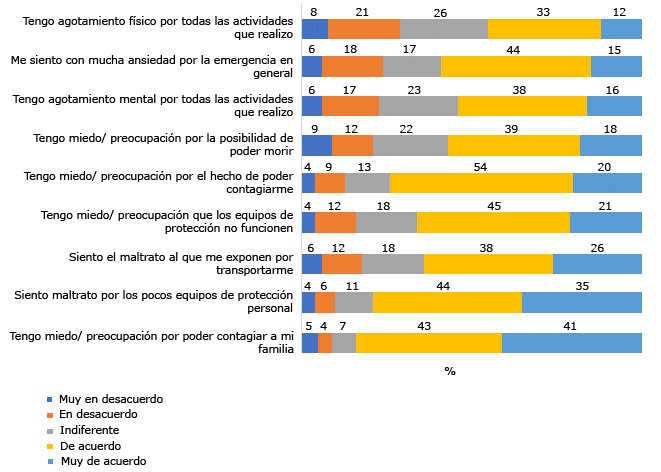 8 21 26 33 12
Tengo agotamiento físico por todas las actividades
que realizo
6 18 17 44 15
Me siento con mucha ansiedad por la emergencia en
general
6 17 23 38 16
Tengo agotamiento mental por todas las actividades
que realizo
9 12 22 39 18
Tengo miedo/ preocupación por la posibilidad de
poder morir
4 9 13 54 20
Tengo miedo/ preocupación por el hecho de poder
contagiarme
4 12 18 45 21
Tengo miedo/ preocupación que los equipos de
protección no funcionen
6 12 18 38 26
Siento el maltrato al que me exponen por
transportarme
4 6 11 44 35
Siento maltrato por los pocos equipos de protección
personal
5 4 7 43 41
Tengo miedo/ preocupación por poder contagiar a mi
familia
%
Muy en desacuerdo
En desacuerdo
Indiferente
De acuerdo
Muy de acuerdo